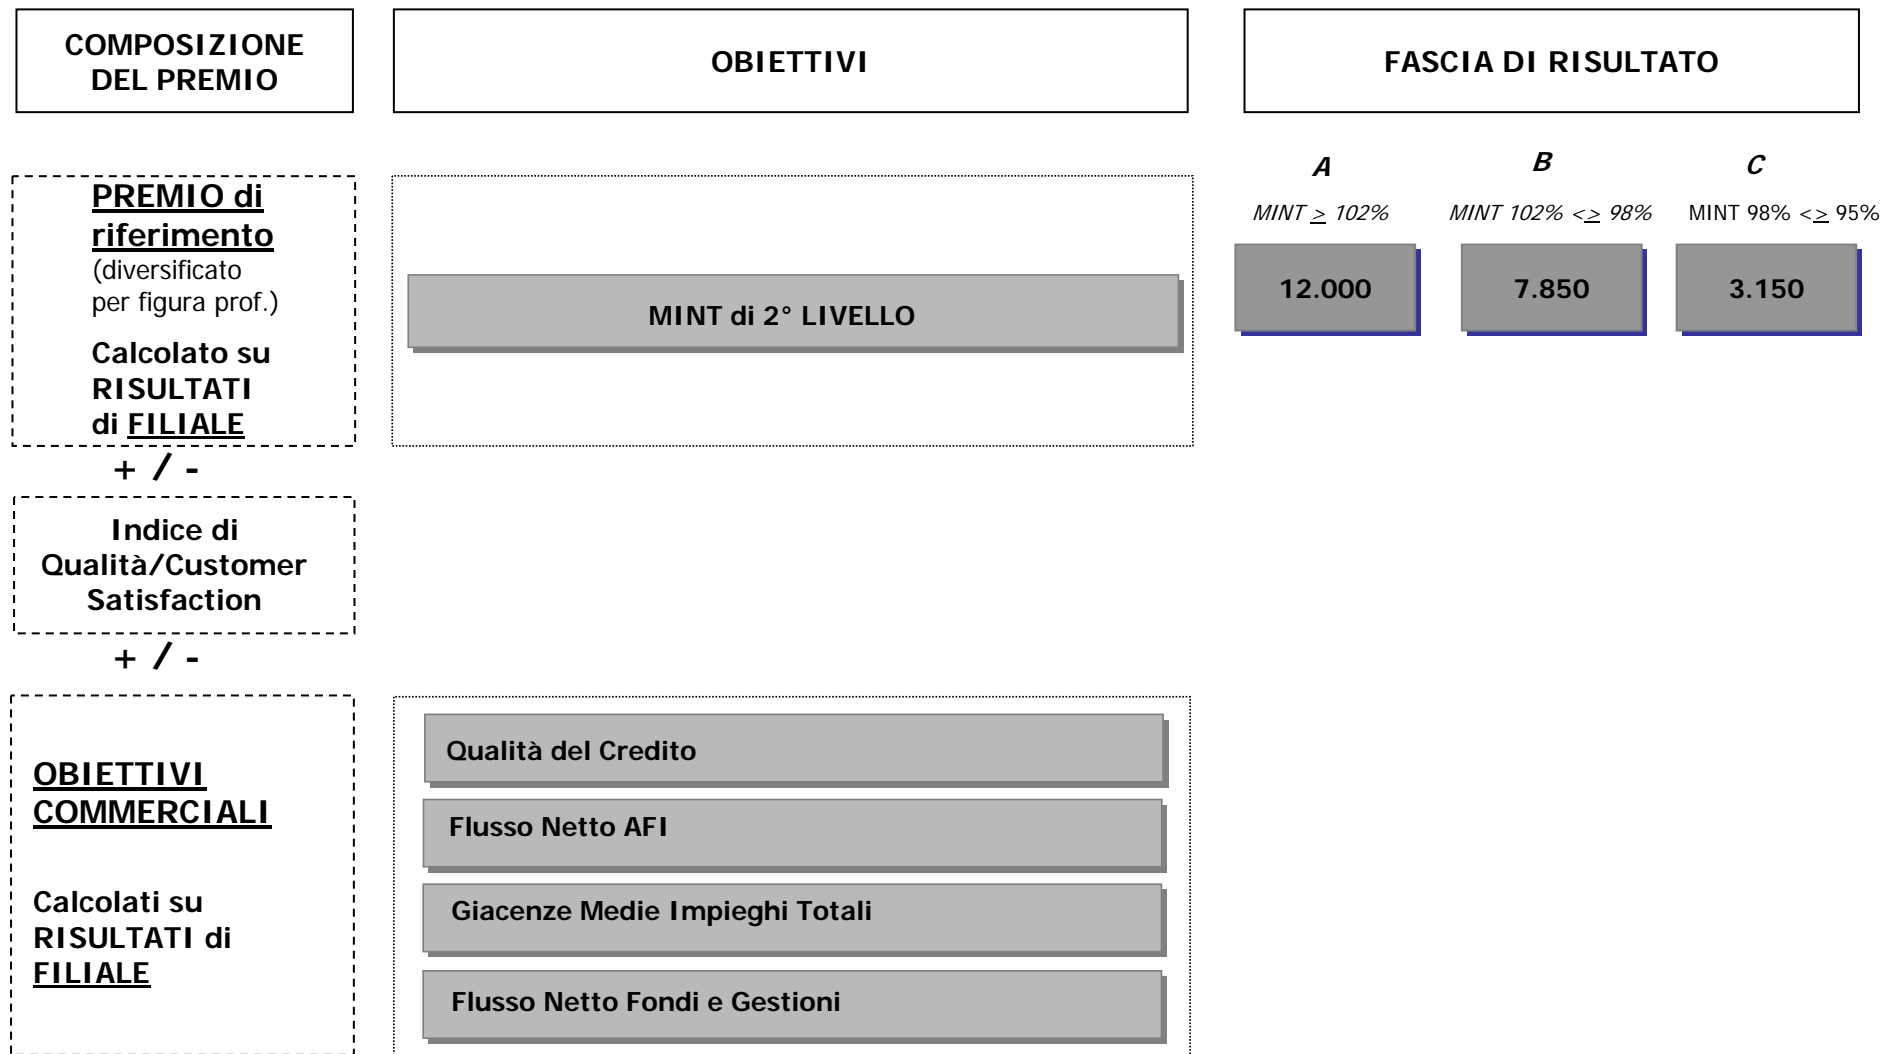 COMPOSIZIONE
DEL PREMIO
OBIETTIVI
FASCIA DI RISULTATO
PREMIO di
riferimento
(diversificato
per figura prof.)
Calcolato su
RISULTATI
di FILIALE
MINT di 2° LIVELLO
A
B
C
MINT ≥ 102%
MINT 102% <≥ 98%
MINT 98% <≥ 95%
12.000
7.850
3.150
+ / -
Indice di
Qualità/Customer
Satisfaction
+ / -
OBIETTIVI
COMMERCIALI
Calcolati su
RISULTATI di
FILIALE
Qualità del Credito
Flusso Netto AFI
Giacenze Medie Impieghi Totali
Flusso Netto Fondi e Gestioni